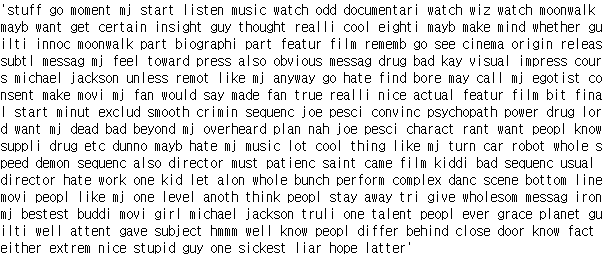 'stuff go moment mj start listen music watch odd documentari watch wiz watch moonwalk
mayb want get certain insight guy thought realli cool eighti mayb make mind whether gu
ilti innoc moonwalk part biographi part featur film rememb go see cinema origin releas
subtl messag mj feel toward press also obvious messag drug bad kay visual impress cour
s michael jackson unless remot like mj anyway go hate find bore may call mj egotist co
nsent make movi mj fan would say made fan true realli nice actual featur film bit fina
l start minut exclud smooth crimin sequenc joe pesci convinc psychopath power drug lor
d want mj dead bad beyond mj overheard plan nah joe pesci charact rant want peopl know
suppli drug etc dunno mayb hate mj music lot cool thing like mj turn car robot whole s
peed demon sequenc also director must patienc saint came film kiddi bad sequenc usual
director hate work one kid let alon whole bunch perform complex danc scene bottom line
movi peopl like mj one level anoth think peopl stay away tri give wholesom messag iron
mj bestest buddi movi girl michael jackson truli one talent peopl ever grace planet gu
ilti well attent gave subject hmmm well know peopl differ behind close door know fact
either extrem nice stupid guy one sickest liar hope latter'